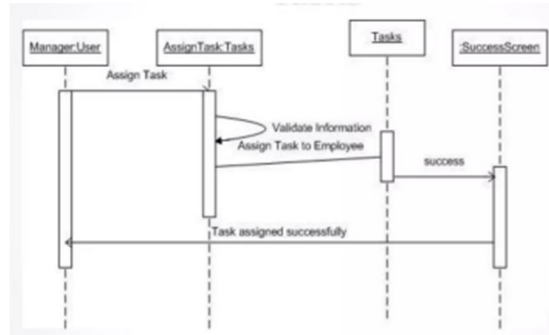 Manager:User
AssignTask:Tasks
Tasks
:SuccessScreen
Assign Task
Validate Information
Assign Task to Employee
success
Task assigned successfully